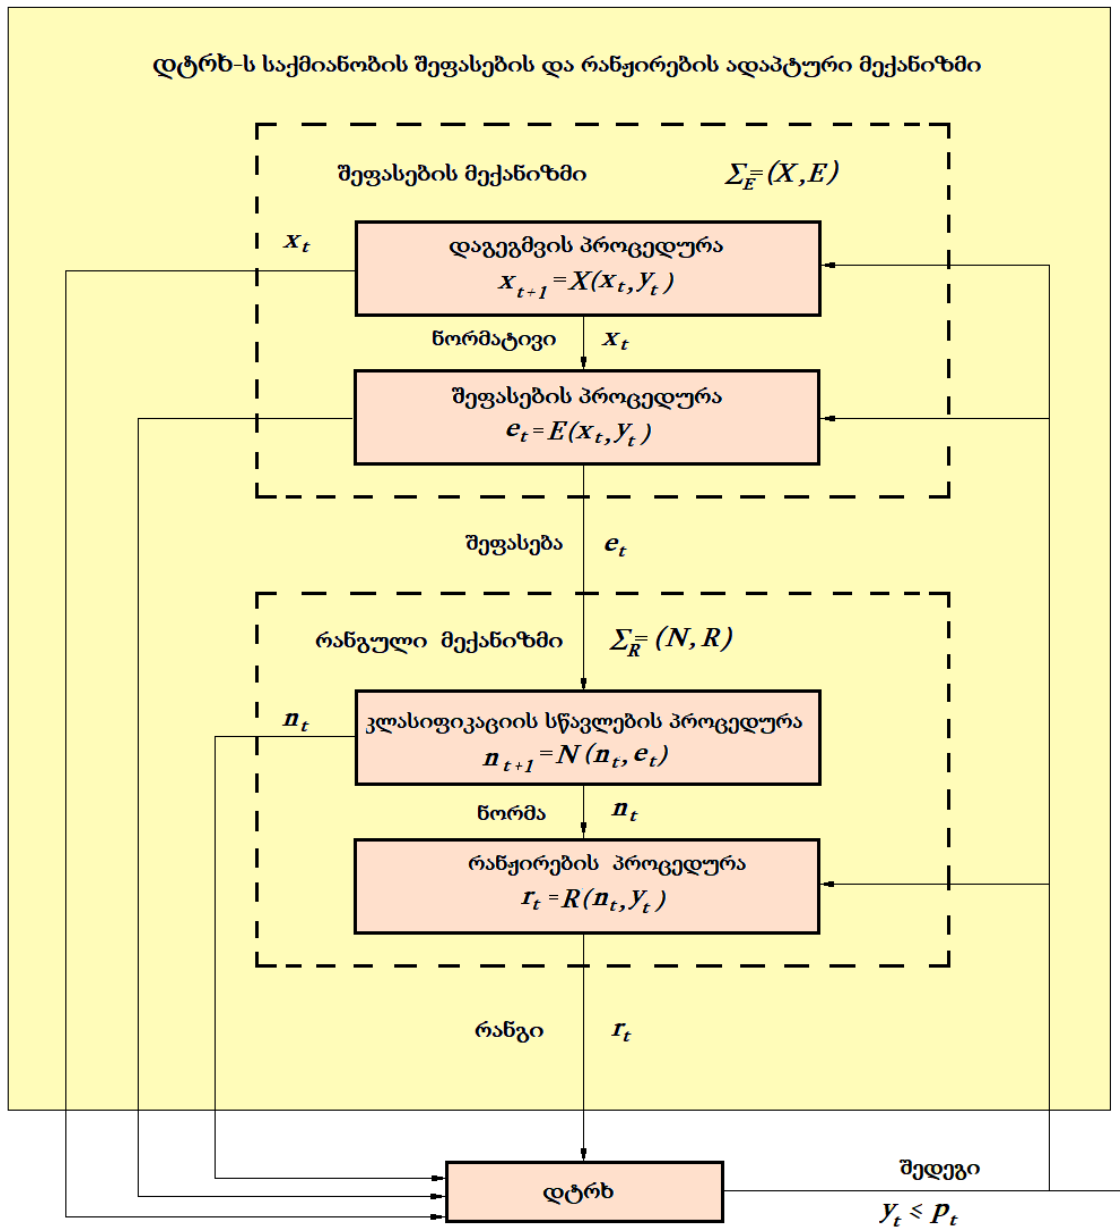 დტრხ-ს საქმიანობის შეფასების და რანჟირების ადაპტური მექანიზმი
შეფასების მექანიზმი Σ_E=(X,E)
x_t
დაგეგმვის პროცედურა
x_{t+1}=X(x_t,y_t)
ნორმატივი x_t
შეფასების პროცედურა
e_t=E(x_t,y_t)
შეფასება e_t
რანგული მექანიზმი Σ_R=(N,R)
n_t
კლასიფიკაციის სწავლების პროცედურა
n_{t+1}=N(n_t,e_t)
ნორმა n_t
რანჟირების პროცედურა
r_t=R(n_t,y_t)
რანგი r_t
შედეგი
დტრხ
y_t ≤ p_t